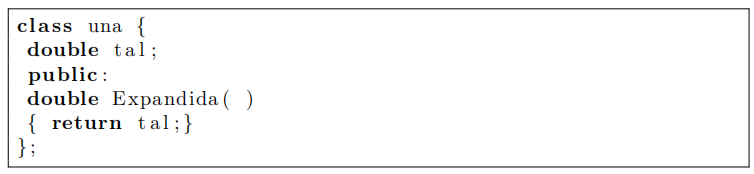 class una {
double tal;
public:
double Expandida( )
{ return tal;}
};